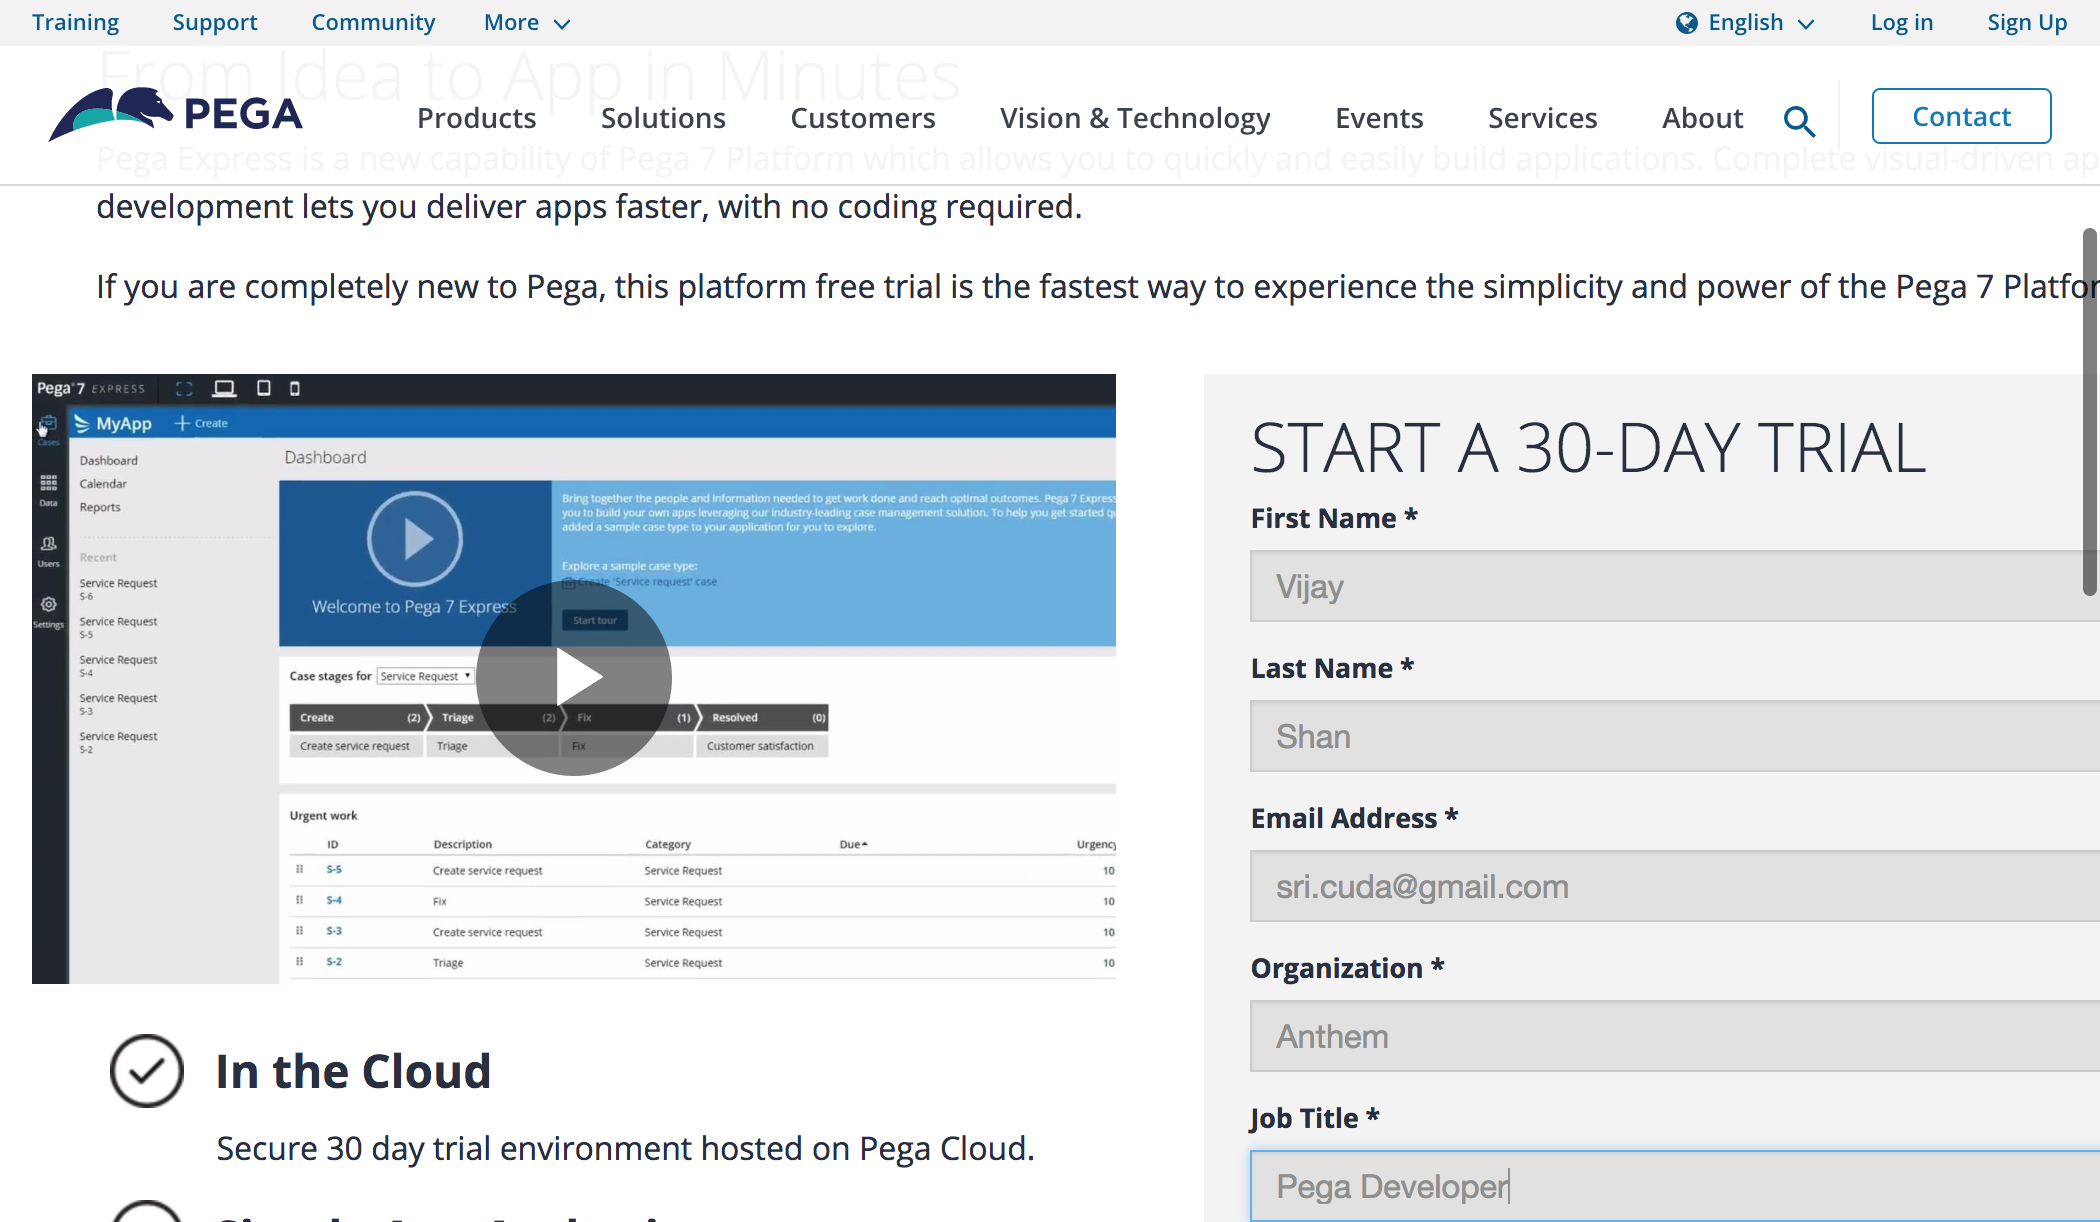 Training Support Community More English Log in Sign Up
From Idea to App in Minutes
PEGA Products Solutions Customers Vision & Technology Events Services About Contact
Pega Express is a new capability of Pega 7 Platform which allows you to quickly and easily build applications. Complete visual-driven ap
development lets you deliver apps faster, with no coding required.
If you are completely new to Pega, this platform free trial is the fastest way to experience the simplicity and power of the Pega 7 Platfor
Pega 7 EXPRESS
MyApp + Create
Cases
Data
Users
Settings
Dashboard
Calendar
Reports
Recent
Service Request
S-6
Service Request
S-5
Service Request
S-4
Service Request
S-3
Service Request
S-2
Dashboard
Welcome to Pega 7 Express
Bring together the people and information needed to get work done and reach optimal outcomes. Pega 7 Express
you to build your own apps leveraging our industry-leading case management solution. To help you get started qu
added a sample case type to your application for you to explore.
Explore a sample case type:
Create 'Service request' case
Start tour
Case stages for Service Request
Create (2) Triage (2) Fix (1) Resolved (0)
Create service request Triage Fix Customer satisfaction
Urgent work
ID Description Category Due Urgency
S-5 Create service request Service Request 10
S-4 Fix Service Request 10
S-3 Create service request Service Request 10
S-2 Triage Service Request 10
In the Cloud
Secure 30 day trial environment hosted on Pega Cloud.
START A 30-DAY TRIAL
First Name *
Vijay
Last Name *
Shan
Email Address *
sri.cuda@gmail.com
Organization *
Anthem
Job Title *
Pega Developer